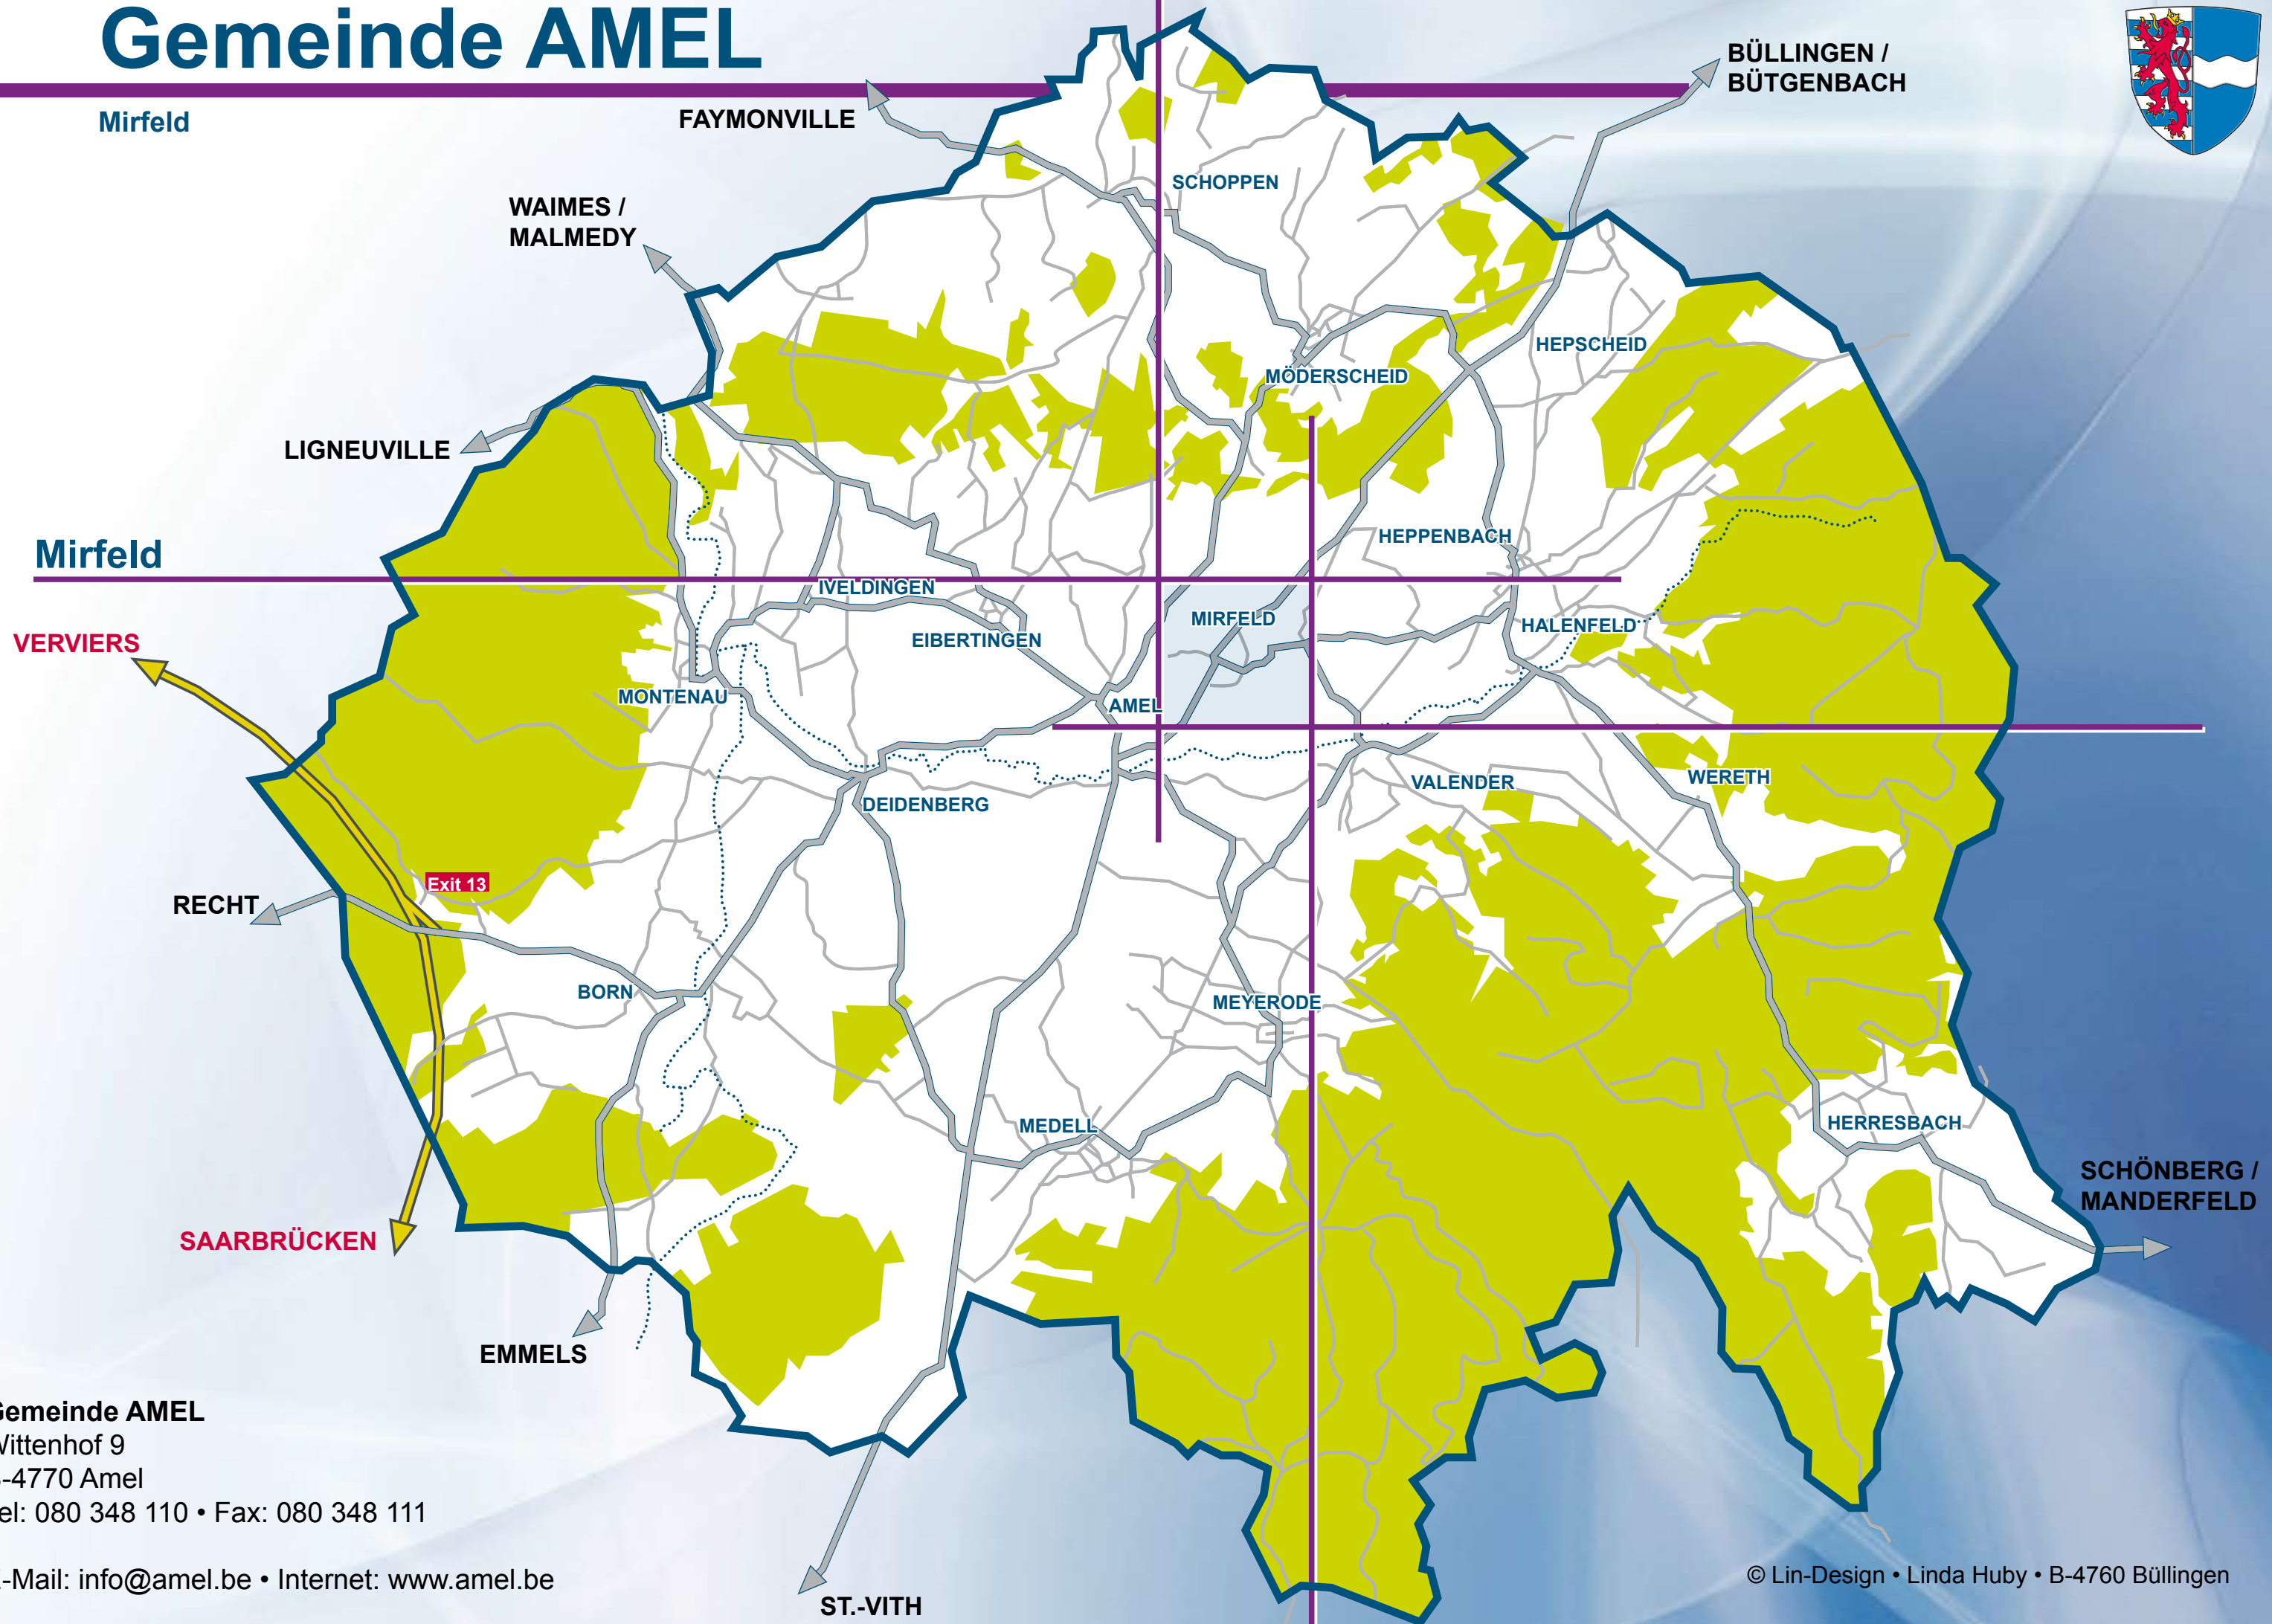 Gemeinde AMEL
Mirfeld
BÜLLINGEN /
BÜTGENBACH
FAYMONVILLE
SCHOPPEN
WAIMES /
MALMEDY
HEPSCHEID
MÖDERSCHEID
LIGNEUVILLE
HEPPENBACH
Mirfeld
IVELDINGEN
MIRFELD
HALENFELD
EIBERTINGEN
VERVIERS
MONTENAU
AMEL
WERETH
VALENDER
DEIDENBERG
Exit 13
RECHT
BORN
MEYERODE
MEDELL
HERRESBACH
SCHÖNBERG /
MANDERFELD
SAARBRÜCKEN
EMMELS
Gemeinde AMEL
Wittenhof 9
-4770 Amel
el: 080 348 110 • Fax: 080 348 111
-Mail: info@amel.be • Internet: www.amel.be
ST.-VITH
© Lin-Design • Linda Huby • B-4760 Büllingen